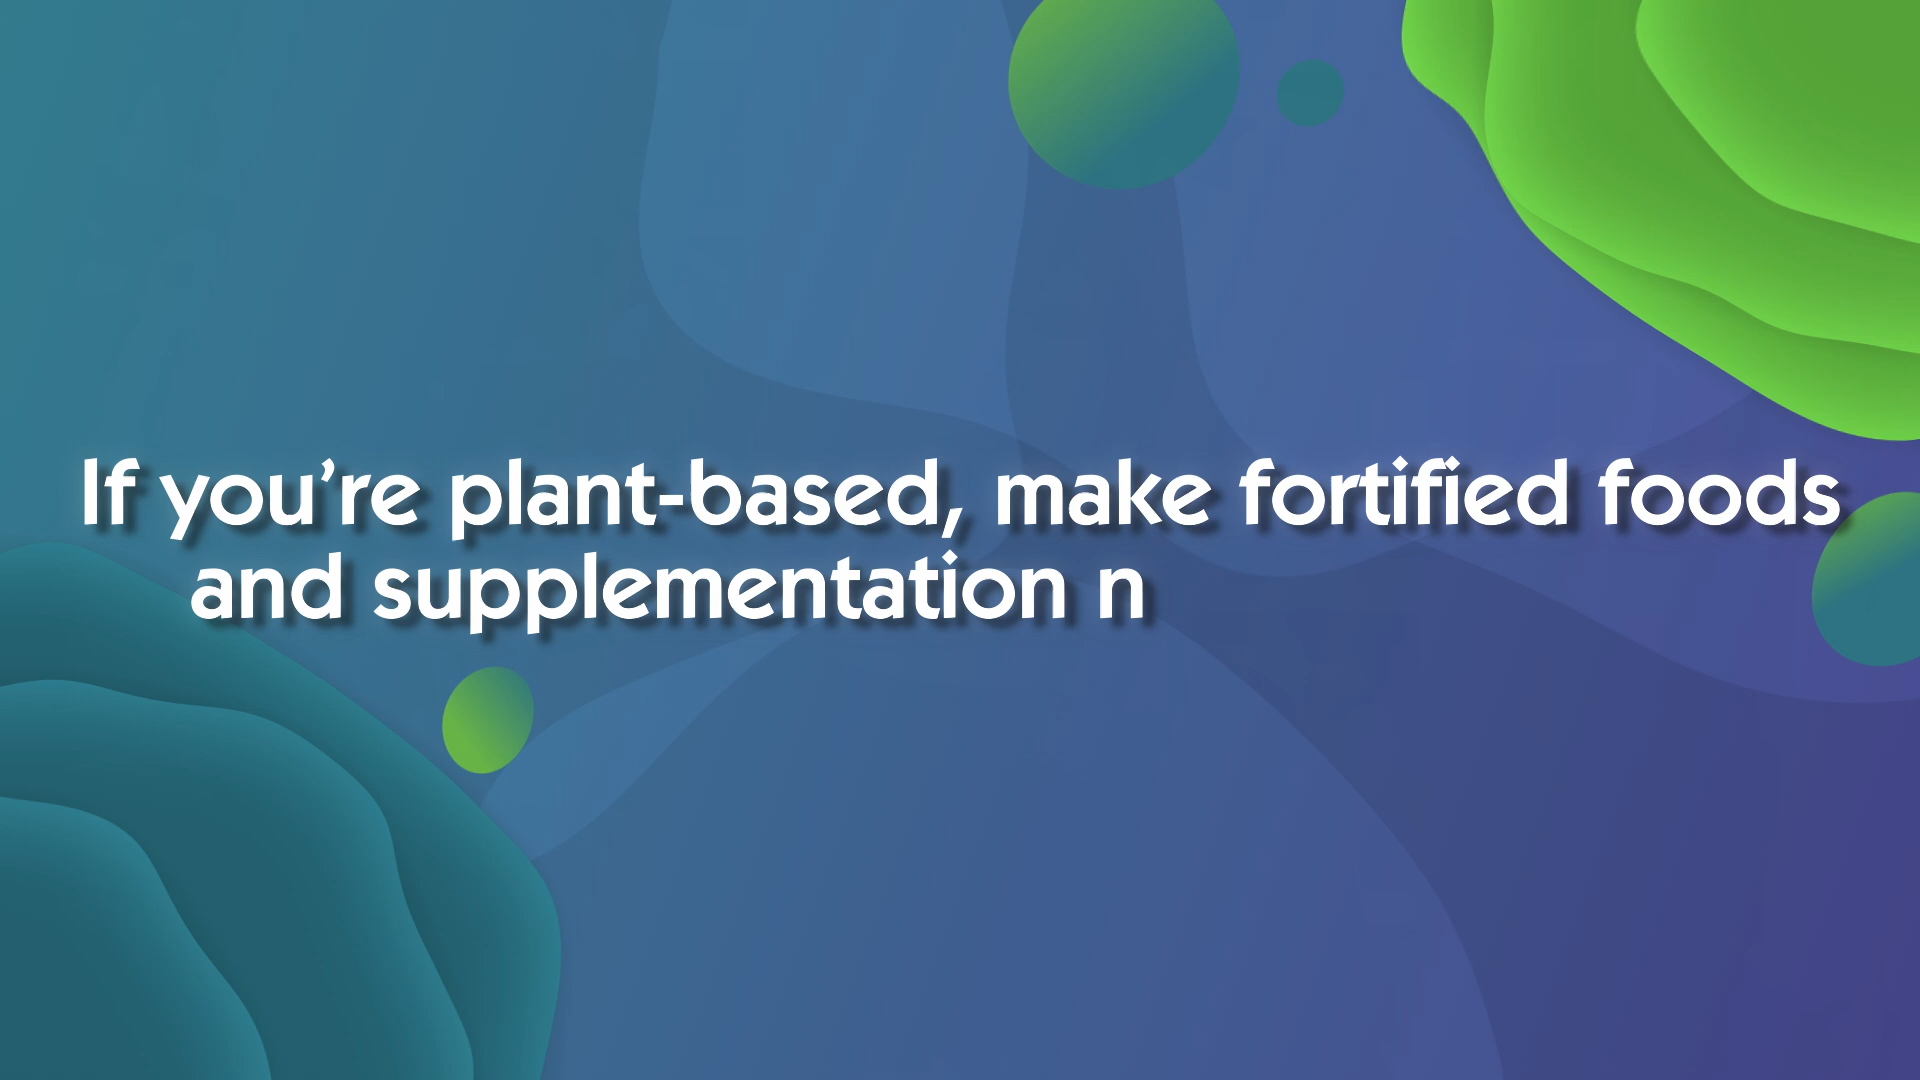 If you’re plant-based, make fortified foods
and supplementation n